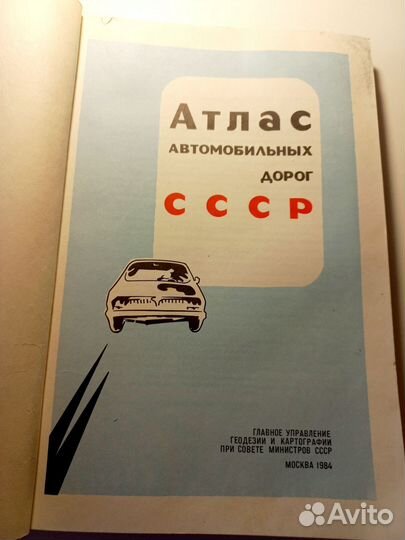 Атлас
АВТОМОБИЛЬНЫХ
ДОРОГ
СССР
ГЛАВНОЕ УПРАВЛЕНИЕ
ГЕОДЕЗИИ И КАРТОГРАФИИ
ПРИ СОВЕТЕ МИНИСТРОВ СССР
МОСКВА 1984
Avito